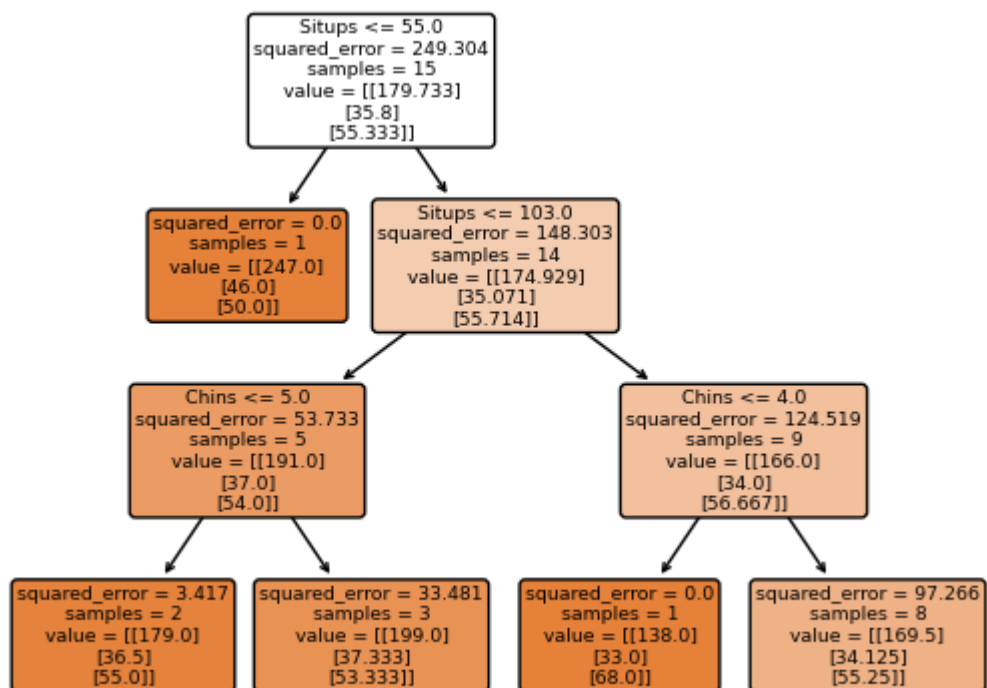 Situps <= 55.0
squared_error = 249.304
samples = 15
value = [[179.733]
[35.8]
[55.333]]
squared_error = 0.0
samples = 1
value = [[247.0]
[46.0]
[50.0]]
Situps <= 103.0
squared_error = 148.303
samples = 14
value = [[174.929]
[35.071]
[55.714]]
Chins <= 5.0
squared_error = 53.733
samples = 5
value = [[191.0]
[37.0]
[54.0]]
Chins <= 4.0
squared_error = 124.519
samples = 9
value = [[166.0]
[34.0]
[56.667]]
squared_error = 3.417
samples = 2
value = [[179.0]
[36.5]
[55.0]]
squared_error = 33.481
samples = 3
value = [[199.0]
[37.333]
[53.333]]
squared_error = 0.0
samples = 1
value = [[138.0]
[33.0]
[68.0]]
squared_error = 97.266
samples = 8
value = [[169.5]
[34.125]
[55.25]]